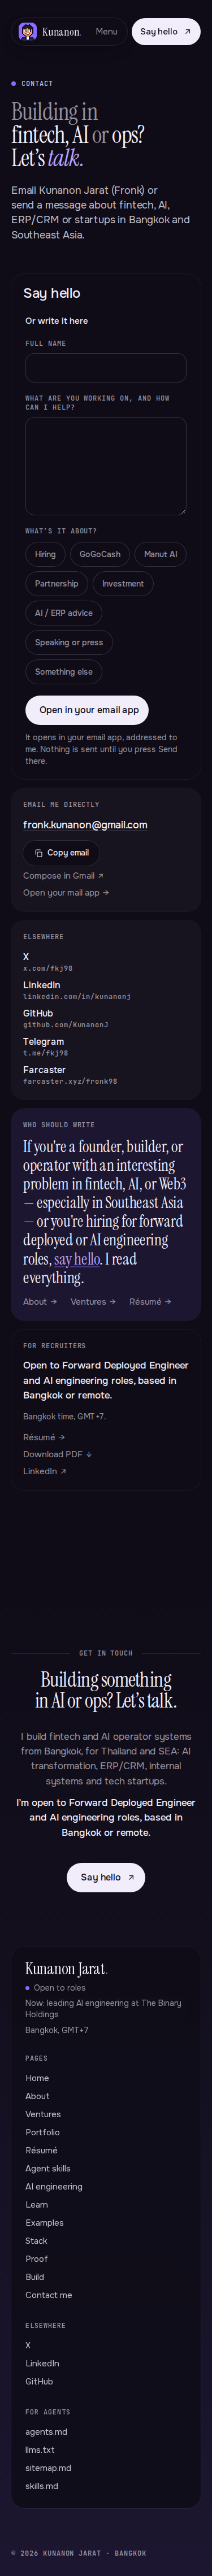 Kunanon.
Menu
Say hello ↗
CONTACT
Building in
fintech, AI or ops?
Let's talk.
Email Kunanon Jarat (Fronk) or
send a message about fintech, AI,
ERP/CRM or startups in Bangkok and
Southeast Asia.
Say hello
Or write it here
FULL NAME
WHAT ARE YOU WORKING ON, AND HOW
CAN I HELP?
WHAT'S IT ABOUT?
Hiring
GoGoCash
Manut AI
Partnership
Investment
AI / ERP advice
Speaking or press
Something else
Open in your email app
It opens in your email app, addressed to
me. Nothing is sent until you press Send
there.
EMAIL ME DIRECTLY
fronk.kunanon@gmail.com
Copy email
Compose in Gmail ↗
Open your mail app →
ELSEWHERE
X
x.com/fkj98
LinkedIn
linkedin.com/in/kunanonj
GitHub
github.com/KunanonJ
Telegram
t.me/fkj98
Farcaster
farcaster.xyz/fronk98
WHO SHOULD WRITE
If you're a founder, builder, or
operator with an interesting
problem in fintech, AI, or Web3
— especially in Southeast Asia
— or you're hiring for forward
deployed or AI engineering
roles, say hello. I read
everything.
About →
Ventures →
Résumé →
FOR RECRUITERS
Open to Forward Deployed Engineer
and AI engineering roles, based in
Bangkok or remote.
Bangkok time, GMT+7.
Résumé →
Download PDF ↓
LinkedIn ↗
GET IN TOUCH
Building something
in AI or ops? Let's talk.
I build fintech and AI operator systems
from Bangkok, for Thailand and SEA: AI
transformation, ERP/CRM, internal
systems and tech startups.
I'm open to Forward Deployed Engineer
and AI engineering roles, based in
Bangkok or remote.
Say hello ↗
Kunanon Jarat.
Open to roles
Now: leading AI engineering at The Binary
Holdings
Bangkok, GMT+7
PAGES
Home
About
Ventures
Portfolio
Résumé
Agent skills
AI engineering
Learn
Examples
Stack
Proof
Build
Contact me
ELSEWHERE
X
LinkedIn
GitHub
FOR AGENTS
agents.md
llms.txt
sitemap.md
skills.md
© 2026 KUNANON JARAT · BANGKOK